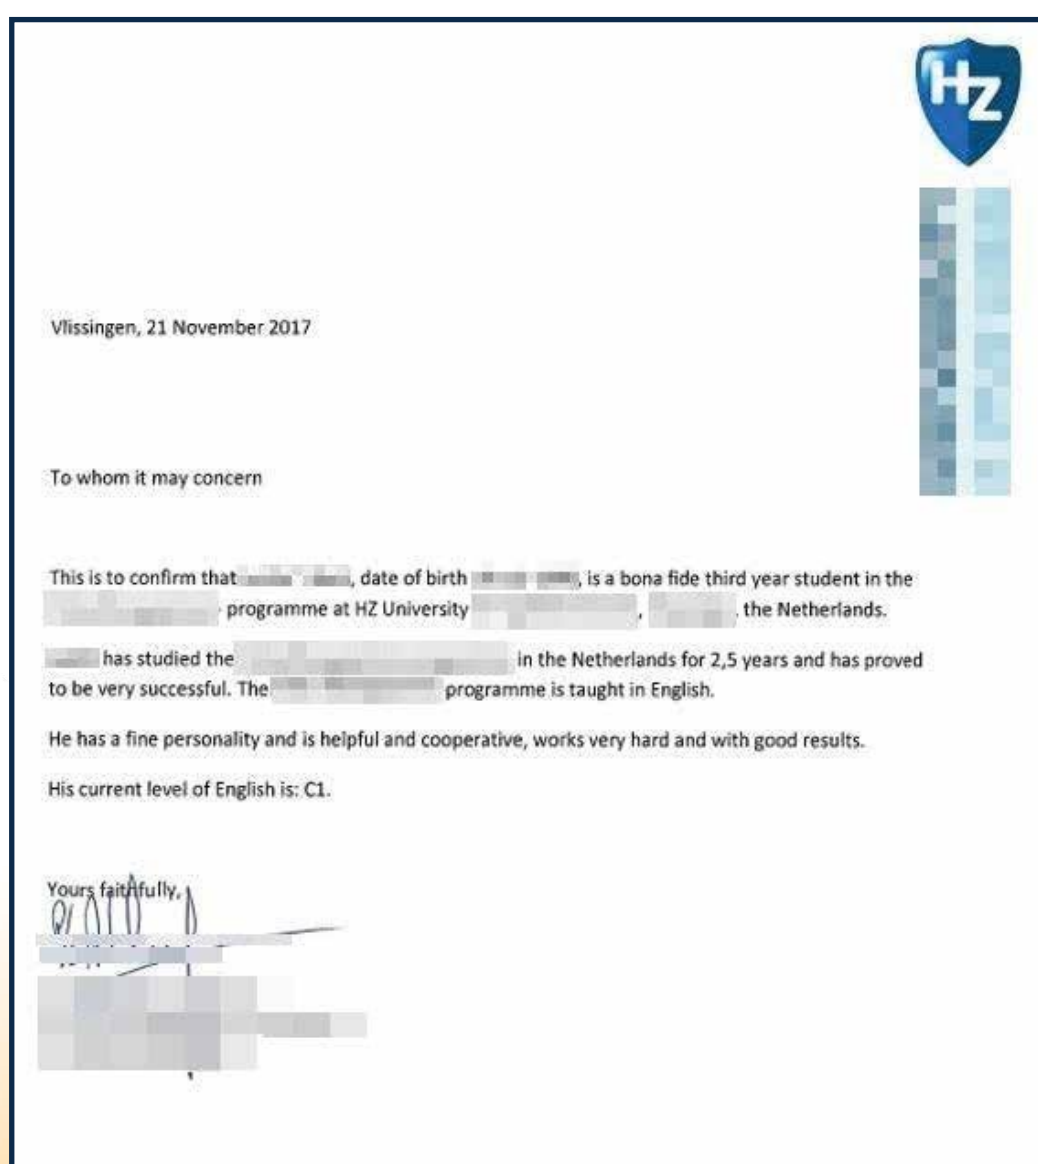 HZ
Vlissingen, 21 November 2017
To whom it may concern
This is to confirm that , date of birth , is a bona fide third year student in the
programme at HZ University , , the Netherlands.
has studied the in the Netherlands for 2,5 years and has proved
to be very successful. The programme is taught in English.
He has a fine personality and is helpful and cooperative, works very hard and with good results.
His current level of English is: C1.
Yours faithfully,